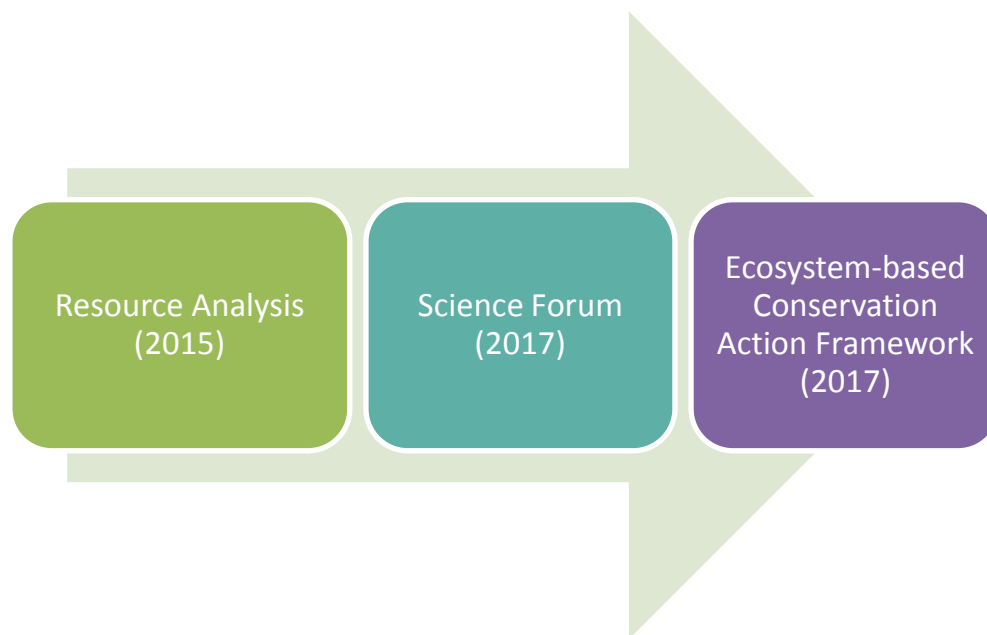 Resource Analysis
(2015)
Science Forum
(2017)
Ecosystem-based
Conservation
Action Framework
(2017)